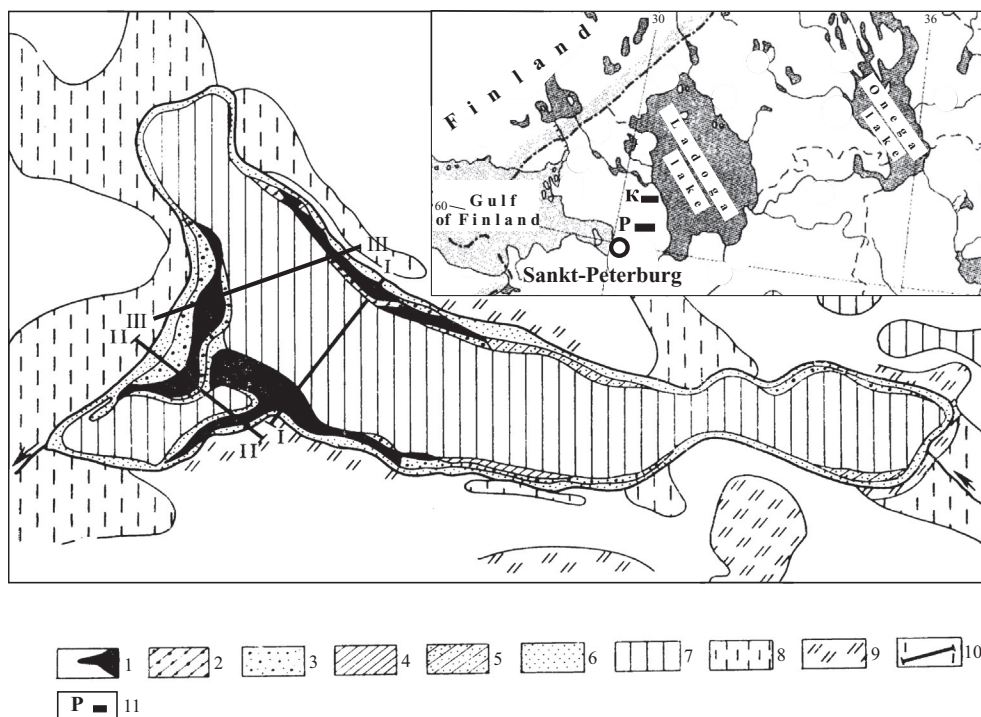 30
36
Finland
Onega
lake
Ladoga
lake
K
60 Gulf
of Finland
P
Sankt-Peterburg
III
I
III
II
II
I
1
2
3
4
5
6
7
8
9
10
P 11